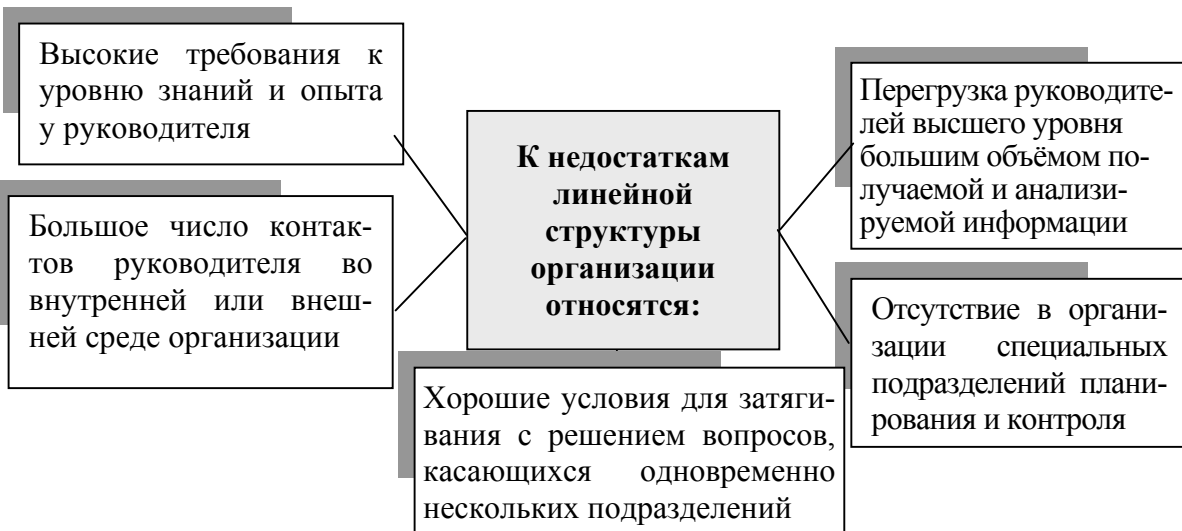 Высокие требования к
уровню знаний и опыта
у руководителя
Большое число контак-
тов руководителя во
внутренней или внеш-
ней среде организации
К недостаткам
линейной
структуры
организации
относятся:
Перегрузка руководите-
лей высшего уровня
большим объёмом по-
лучаемой и анализи-
руемой информации
Отсутствие в органи-
зации специальных
подразделений плани-
рования и контроля
Хорошие условия для затяги-
вания с решением вопросов,
касающихся одновременно
нескольких подразделений